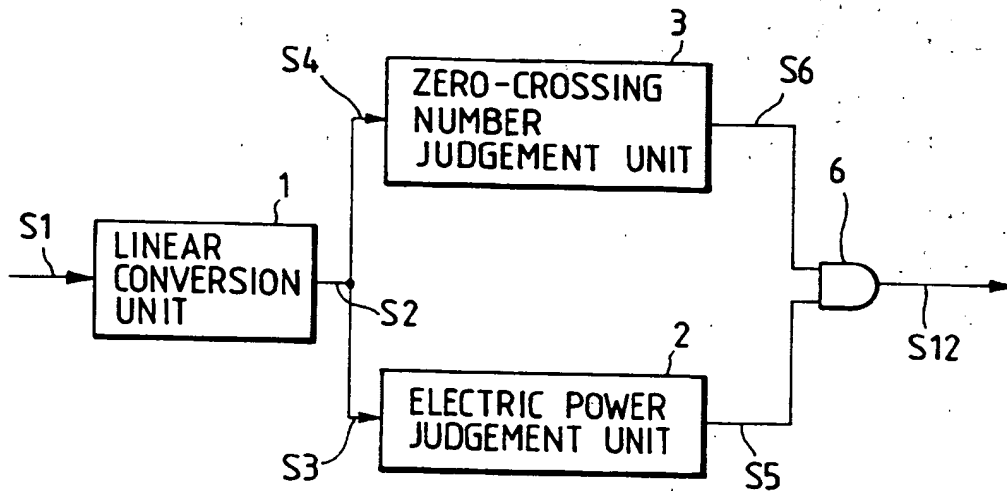 3
S4
ZERO-CROSSING
NUMBER
JUDGEMENT UNIT
S6
1
6
S1
LINEAR
CONVERSION
UNIT
S2
S12
2
ELECTRIC POWER
JUDGEMENT UNIT
S3
S5